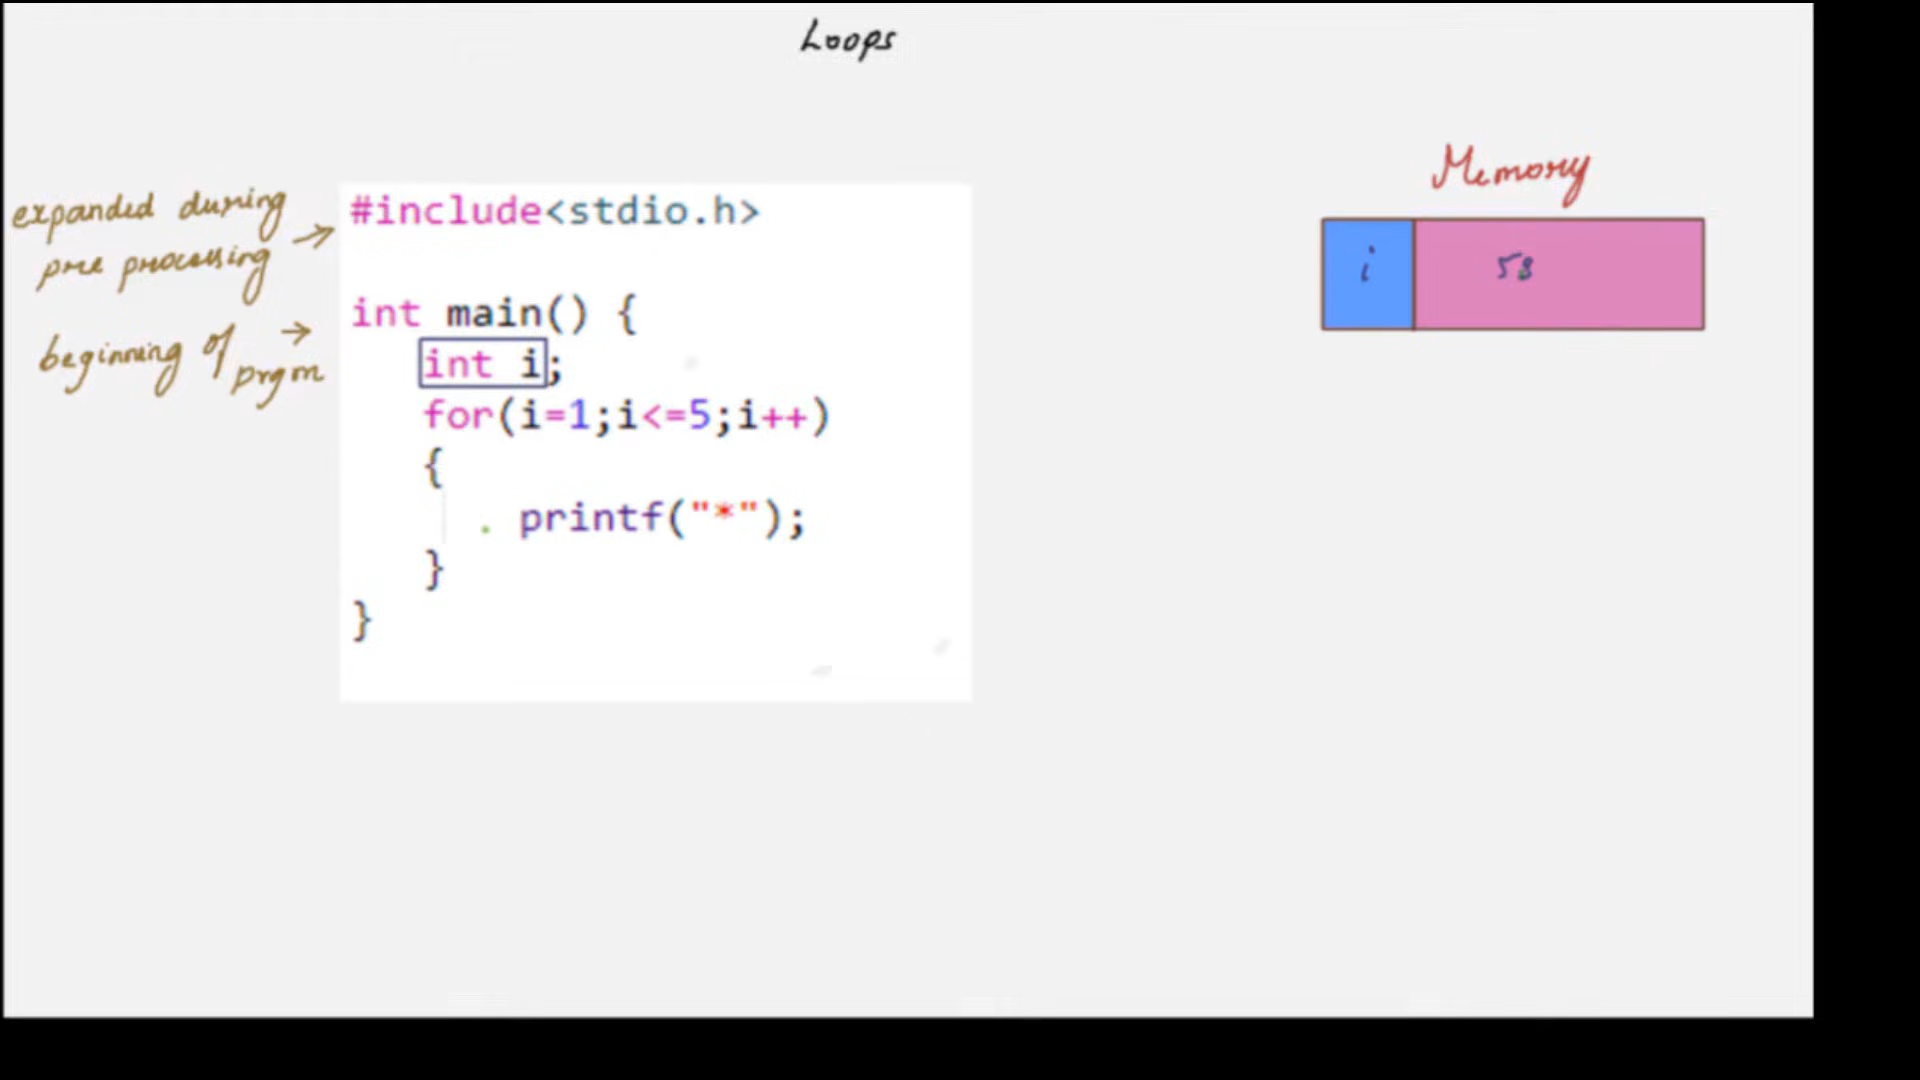 Loops
Memory
expanded during
pre processing →
#include<stdio.h>
i 58
int main() {
beginning of →
prgm
int i;
for(i=1;i<=5;i++)
{
. printf("*");
}
}